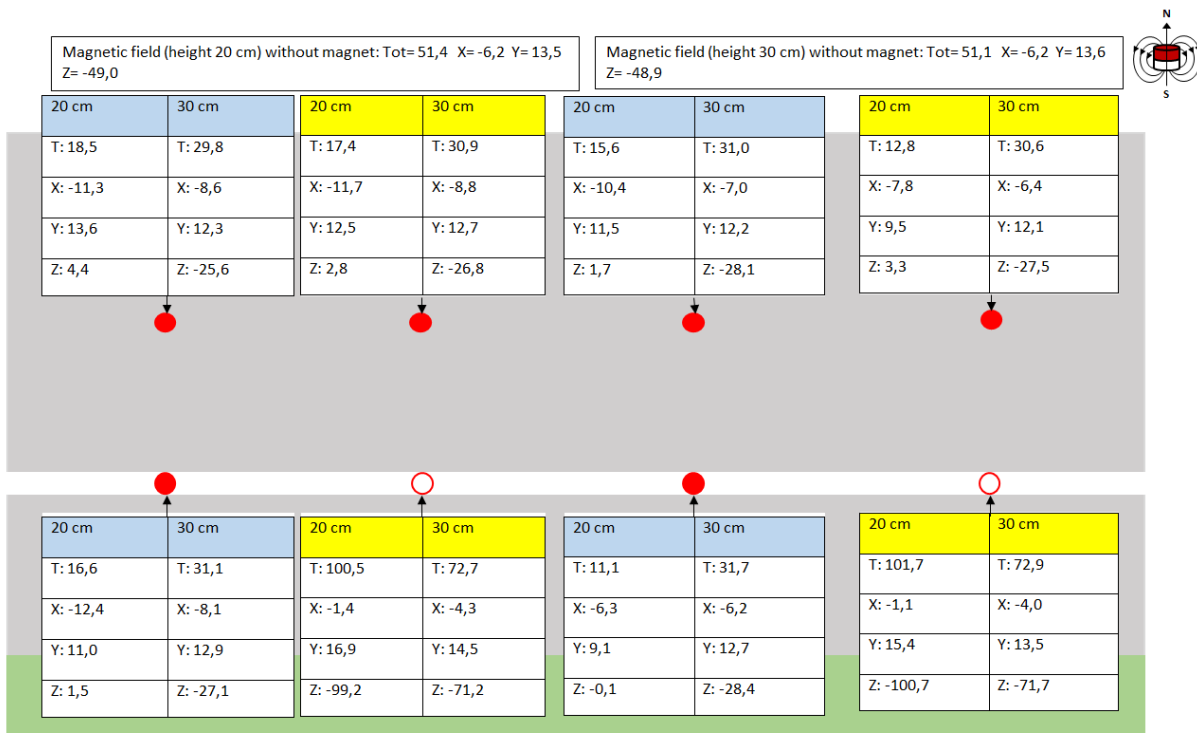 Magnetic field (height 20 cm) without magnet: Tot= 51,4 X= -6,2 Y= 13,5
Z= -49,0
Magnetic field (height 30 cm) without magnet: Tot= 51,1 X= -6,2 Y= 13,6
Z= -48,9
N
S
20 cm 30 cm
T: 18,5 T: 29,8
X: -11,3 X: -8,6
Y: 13,6 Y: 12,3
Z: 4,4 Z: -25,6
20 cm 30 cm
T: 17,4 T: 30,9
X: -11,7 X: -8,8
Y: 12,5 Y: 12,7
Z: 2,8 Z: -26,8
20 cm 30 cm
T: 15,6 T: 31,0
X: -10,4 X: -7,0
Y: 11,5 Y: 12,2
Z: 1,7 Z: -28,1
20 cm 30 cm
T: 12,8 T: 30,6
X: -7,8 X: -6,4
Y: 9,5 Y: 12,1
Z: 3,3 Z: -27,5
20 cm 30 cm
T: 16,6 T: 31,1
X: -12,4 X: -8,1
Y: 11,0 Y: 12,9
Z: 1,5 Z: -27,1
20 cm 30 cm
T: 100,5 T: 72,7
X: -1,4 X: -4,3
Y: 16,9 Y: 14,5
Z: -99,2 Z: -71,2
20 cm 30 cm
T: 11,1 T: 31,7
X: -6,3 X: -6,2
Y: 9,1 Y: 12,7
Z: -0,1 Z: -28,4
20 cm 30 cm
T: 101,7 T: 72,9
X: -1,1 X: -4,0
Y: 15,4 Y: 13,5
Z: -100,7 Z: -71,7